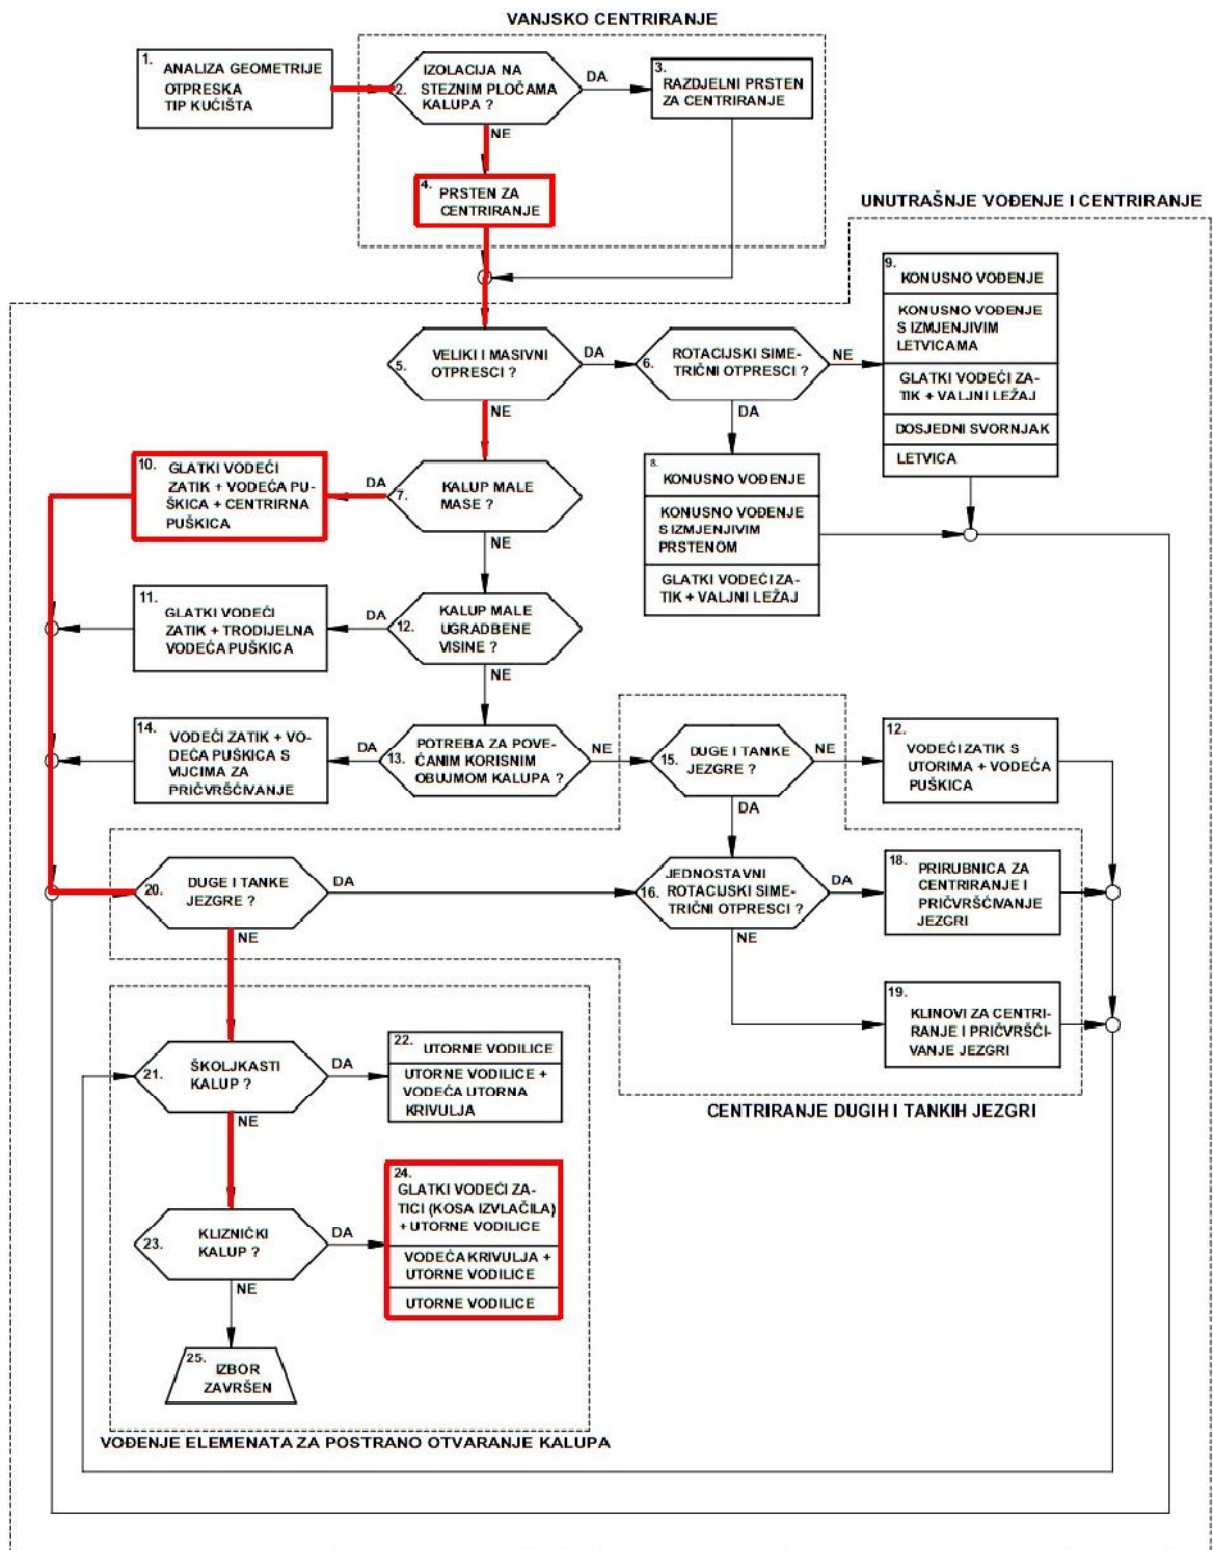 VANJSKO CENTRIRANJE
1.
ANALIZA GEOMETRIJE
OTPRESKA
TIP KUĆIŠTA
IZOLACIJA NA
2. STEZNIM PLOČAMA
KALUPA ?
DA
3.
RAZDJELNI PRSTEN
ZA CENTRIRANJE
NE
4.
PRSTEN ZA
CENTRIRANJE
UNUTRAŠNJE VOĐENJE I CENTRIRANJE
5. VELIKI I MASIVNI
OTPRESCI ?
DA
6. ROTACIJSKI SIME-
TRIČNI OTPRESCI ?
NE
9.
KONUSNO VOĐENJE
KONUSNO VOĐENJE
S IZMJENJIVIM
LETVICAMA
GLATKI VODEĆI ZA-
TIK + VALJNI LEŽAJ
DOSJEDNI SVORNJAK
LETVICA
NE
DA
8.
KONUSNO VOĐENJE
KONUSNO VOĐENJE
S IZMJENJIVIM
PRSTENOM
GLATKI VODEĆI ZA-
TIK + VALJNI LEŽAJ
10. GLATKI VODEĆI
ZATIK + VODEĆA PU-
ŠKICA + CENTRIRNA
PUŠKICA
DA
7. KALUP MALE
MASE ?
NE
11.
GLATKI VODEĆI
ZATIK + TRODIJELNA
VODEĆA PUŠKICA
DA
12. KALUP MALE
UGRADBENE
VISINE ?
NE
14.
VODEĆI ZATIK + VO-
DEĆA PUŠKICA S
VIJCIMA ZA
PRIČVRŠĆIVANJE
DA
13. POTREBA ZA POVE-
ĆANIM KORISNIM
OBUJMOM KALUPA ?
NE
15. DUGE I TANKE
JEZGRE ?
NE
12.
VODEĆI ZATIK S
UTORIMA + VODEĆA
PUŠKICA
DA
20. DUGE I TANKE
JEZGRE ?
DA
16. JEDNOSTAVNI
ROTACIJSKI SIME-
TRIČNI OTPRESCI ?
DA
18.
PRIRUBNICA ZA
CENTRIRANJE I
PRIČVRŠĆIVANJE
JEZGRI
NE
NE
19.
KLINOVI ZA CENTRI-
RANJE I PRIČVRŠĆI-
VANJE JEZGRI
CENTRIRANJE DUGIH I TANKIH JEZGRI
21. ŠKOLJKASTI
KALUP ?
DA
22.
UTORNE VODILICE
UTORNE VODILICE +
VODEĆA UTORNA
KRIVULJA
NE
23. KLIZNIČKI
KALUP ?
DA
24.
GLATKI VODEĆI ZA-
TICI (KOSA IZVLAČILA)
+ UTORNE VODILICE
VODEĆA KRIVULJA +
UTORNE VODILICE
UTORNE VODILICE
NE
25.
IZBOR
ZAVRŠEN
VOĐENJE ELEMENATA ZA POSTRANO OTVARANJE KALUPA